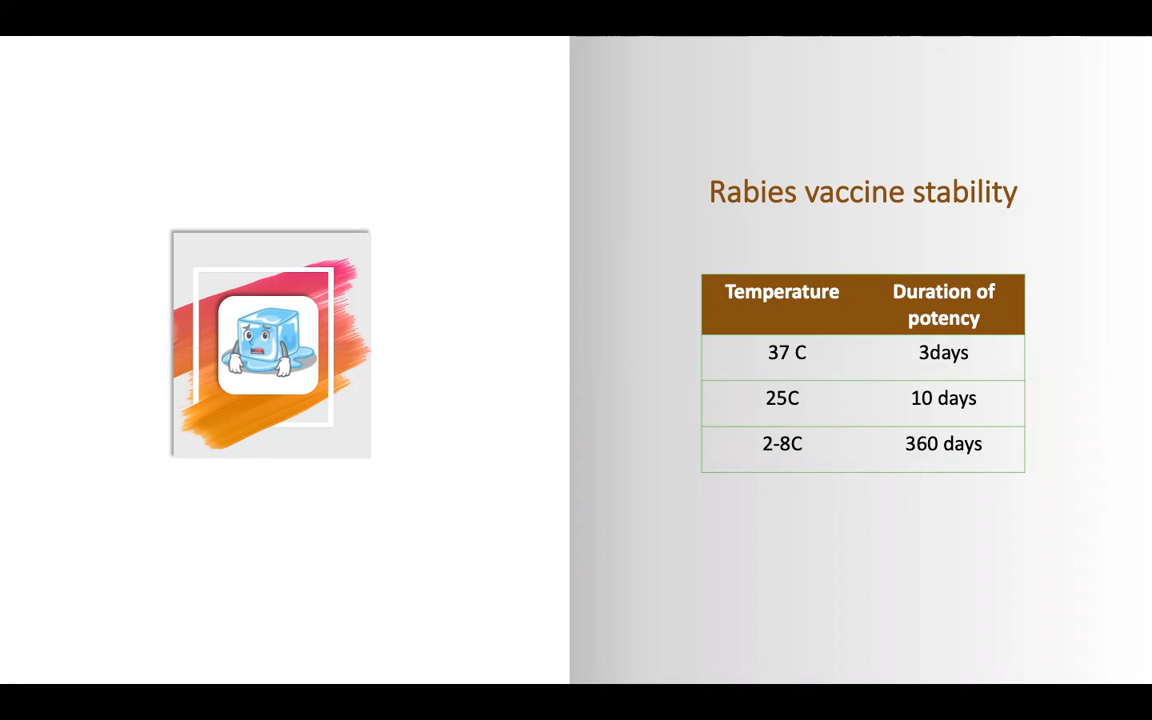 Rabies vaccine stability
Temperature Duration of
potency
37 C 3days
25C 10 days
2-8C 360 days